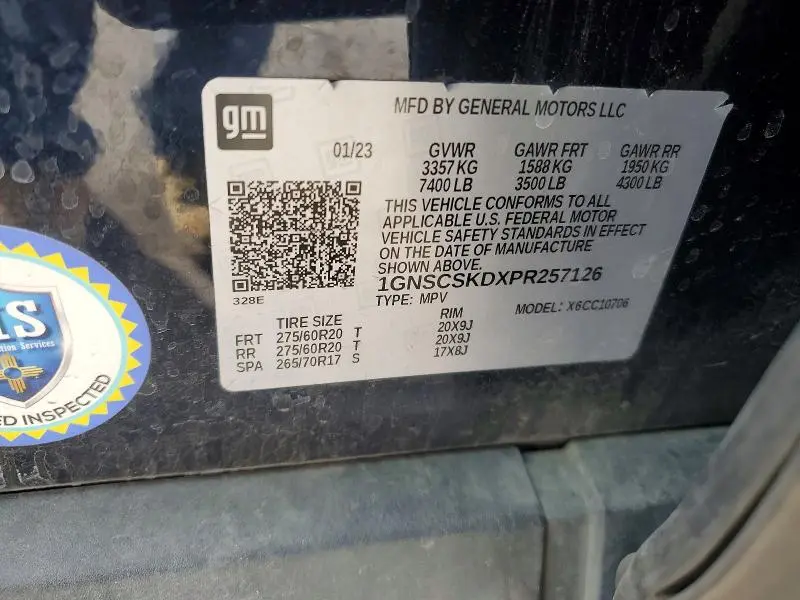 gm
MFD BY GENERAL MOTORS LLC
01/23 GVWR GAWR FRT GAWR RR
3357 KG 1588 KG 1950 KG
7400 LB 3500 LB 4300 LB
THIS VEHICLE CONFORMS TO ALL
APPLICABLE U.S. FEDERAL MOTOR
VEHICLE SAFETY STANDARDS IN EFFECT
ON THE DATE OF MANUFACTURE
SHOWN ABOVE.
1GNSCSKDXPR257126
328E
TYPE: MPV MODEL: X6CC10706
TIRE SIZE RIM
FRT 275/60R20 T 20X9J
RR 275/60R20 T 20X9J
SPA 265/70R17 S 17X8J
Services
INSPECTED